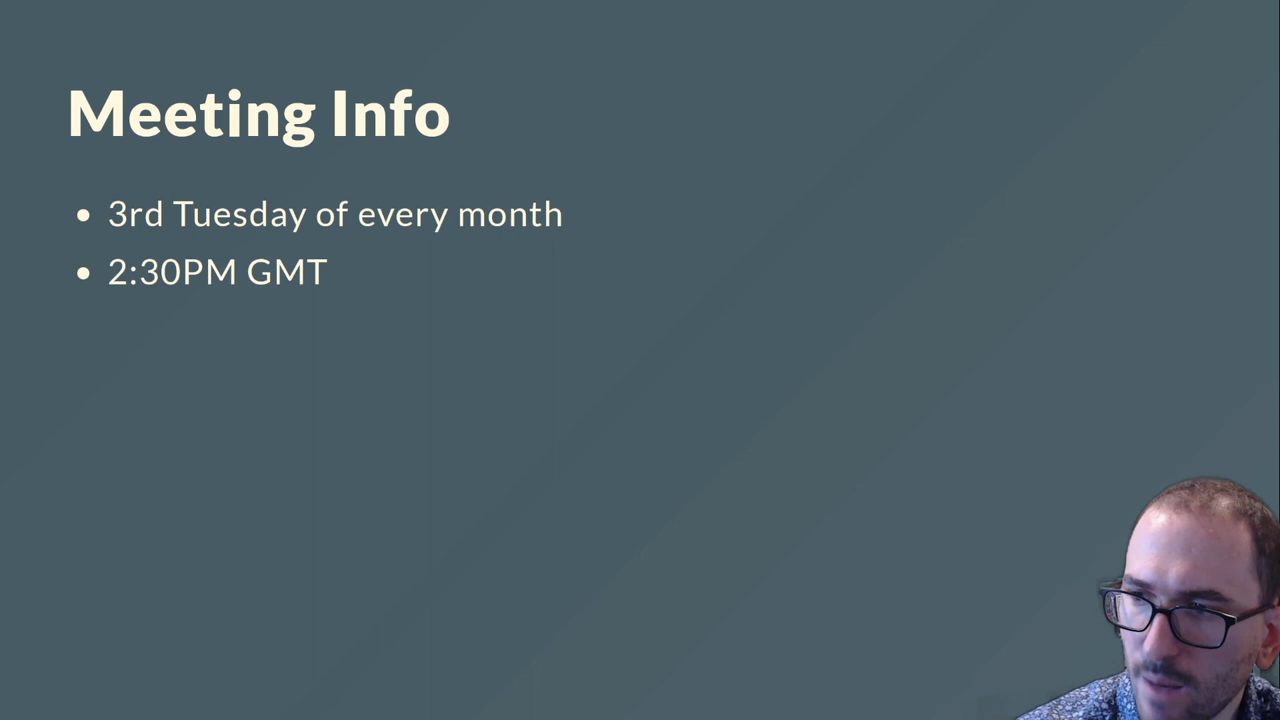 Meeting Info
• 3rd Tuesday of every month
• 2:30PM GMT